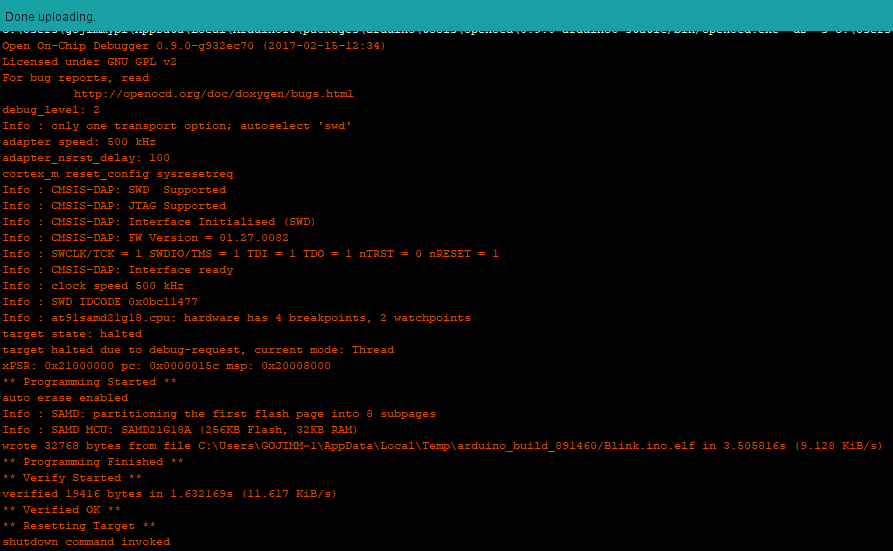 Done uploading.
Open On-Chip Debugger 0.9.0-g932ec70 (2017-02-15-12:34)
Licensed under GNU GPL v2
For bug reports, read
http://openocd.org/doc/doxygen/bugs.html
debug_level: 2
Info : only one transport option; autoselect 'swd'
adapter speed: 500 kHz
adapter_nsrst_delay: 100
cortex_m reset_config sysresetreq
Info : CMSIS-DAP: SWD  Supported
Info : CMSIS-DAP: JTAG Supported
Info : CMSIS-DAP: Interface Initialised (SWD)
Info : CMSIS-DAP: FW Version = 01.27.0082
Info : SWCLK/TCK = 1 SWDIO/TMS = 1 TDI = 1 TDO = 1 nTRST = 0 nRESET = 1
Info : CMSIS-DAP: Interface ready
Info : clock speed 500 kHz
Info : SWD IDCODE 0x0bc11477
Info : at91samd21g18.cpu: hardware has 4 breakpoints, 2 watchpoints
target state: halted
target halted due to debug-request, current mode: Thread
xPSR: 0x21000000 pc: 0x0000015c msp: 0x20008000
** Programming Started **
auto erase enabled
Info : SAMD: partitioning the first flash page into 8 subpages
Info : SAMD MCU: SAMD21G18A (256KB Flash, 32KB RAM)
wrote 32768 bytes from file C:\Users\GOJIMM~1\AppData\Local\Temp\arduino_build_891460/Blink.ino.elf in 3.505816s (9.128 KiB/s)
** Programming Finished **
** Verify Started **
verified 19416 bytes in 1.632169s (11.617 KiB/s)
** Verified OK **
** Resetting Target **
shutdown command invoked